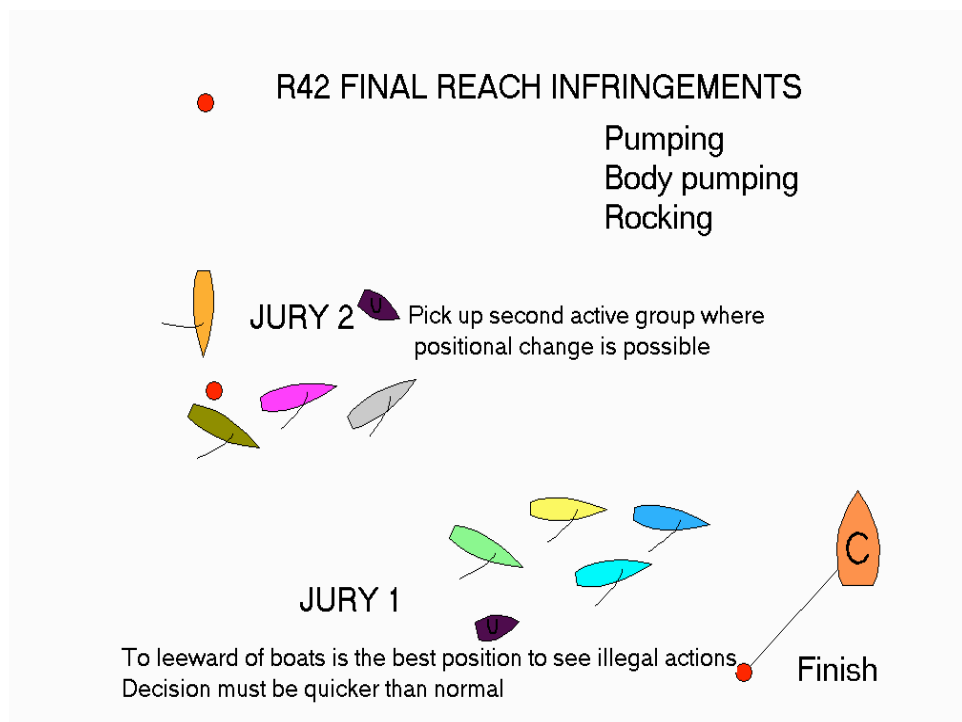 R42 FINAL REACH INFRINGEMENTS
Pumping
Body pumping
Rocking
JURY 2
U
Pick up second active group where
positional change is possible
C
JURY 1
U
To leeward of boats is the best position to see illegal actions
Decision must be quicker than normal
Finish